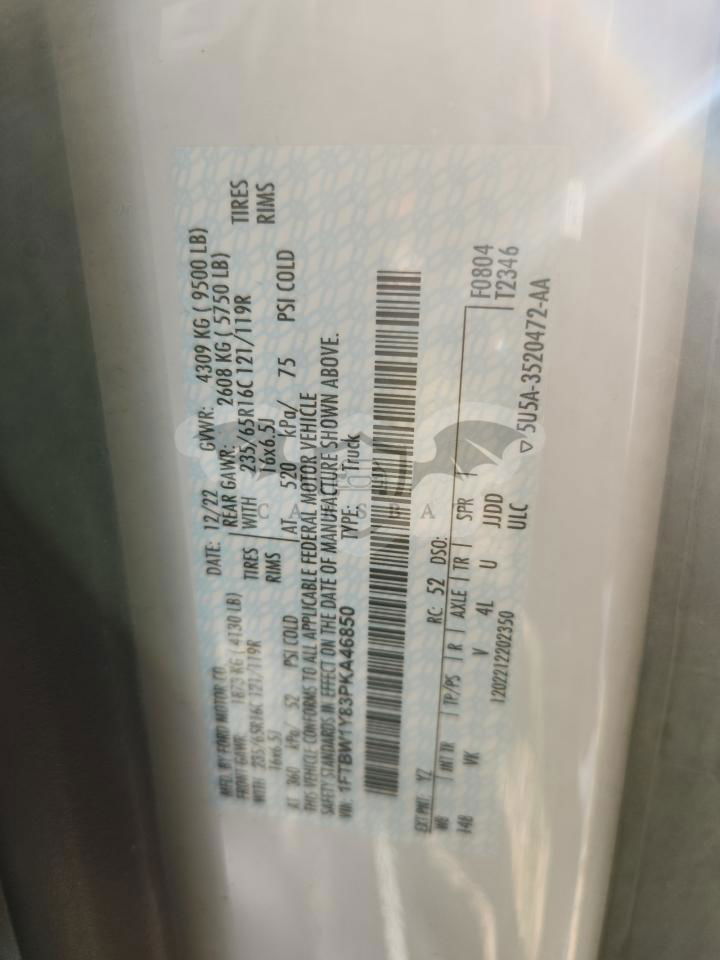 MFD. BY FORD MOTOR CO.
DATE: 12/22 GVWR: 4309 KG ( 9500 LB)
FRONT GAWR: 1873 KG ( 4130 LB) REAR GAWR: 2608 KG ( 5750 LB)
WITH 235/65R16C 121/119R TIRES WITH 235/65R16C 121/119R TIRES
16x6.5J RIMS 16x6.5J RIMS
AT 360 kPa/ 52 PSI COLD AT 520 kPa/ 75 PSI COLD
THIS VEHICLE CONFORMS TO ALL APPLICABLE FEDERAL MOTOR VEHICLE
SAFETY STANDARDS IN EFFECT ON THE DATE OF MANUFACTURE SHOWN ABOVE.
VIN: 1FTBW1Y83PKA46850 TYPE: Truck
EXT PNT: YZ RC: 52 DSO:
WB INT TR TP/PS R AXLE TR SPR F0804
148 VK V 4L U JJDD T2346
ULC
1202212202350 5U5A-3520472-AA